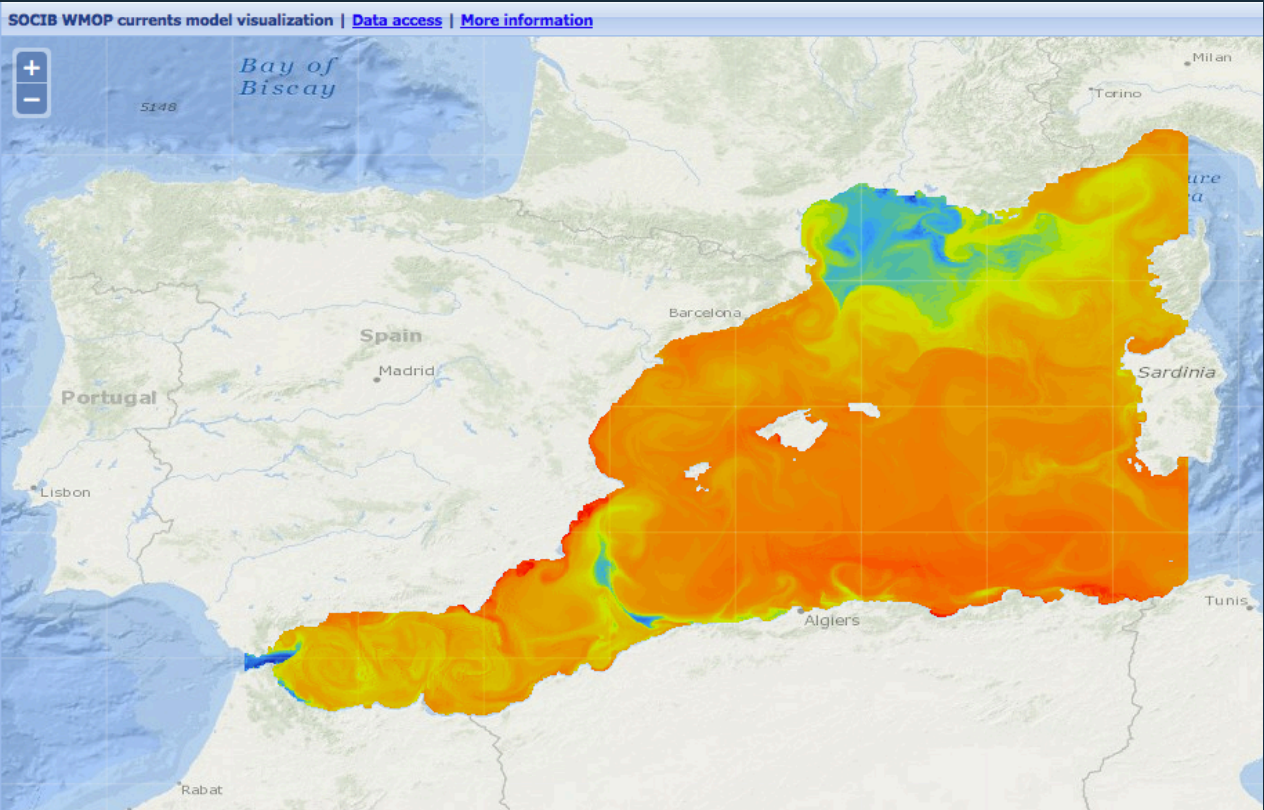 SOCIB WMOP currents model visualization | Data access | More information
+
−
Bay of
Biscay
5148
Milan
Torino
ure
a
Barcelona
Spain
Madrid
Portugal
Sardinia
Lisbon
Algiers
Tunis
Rabat